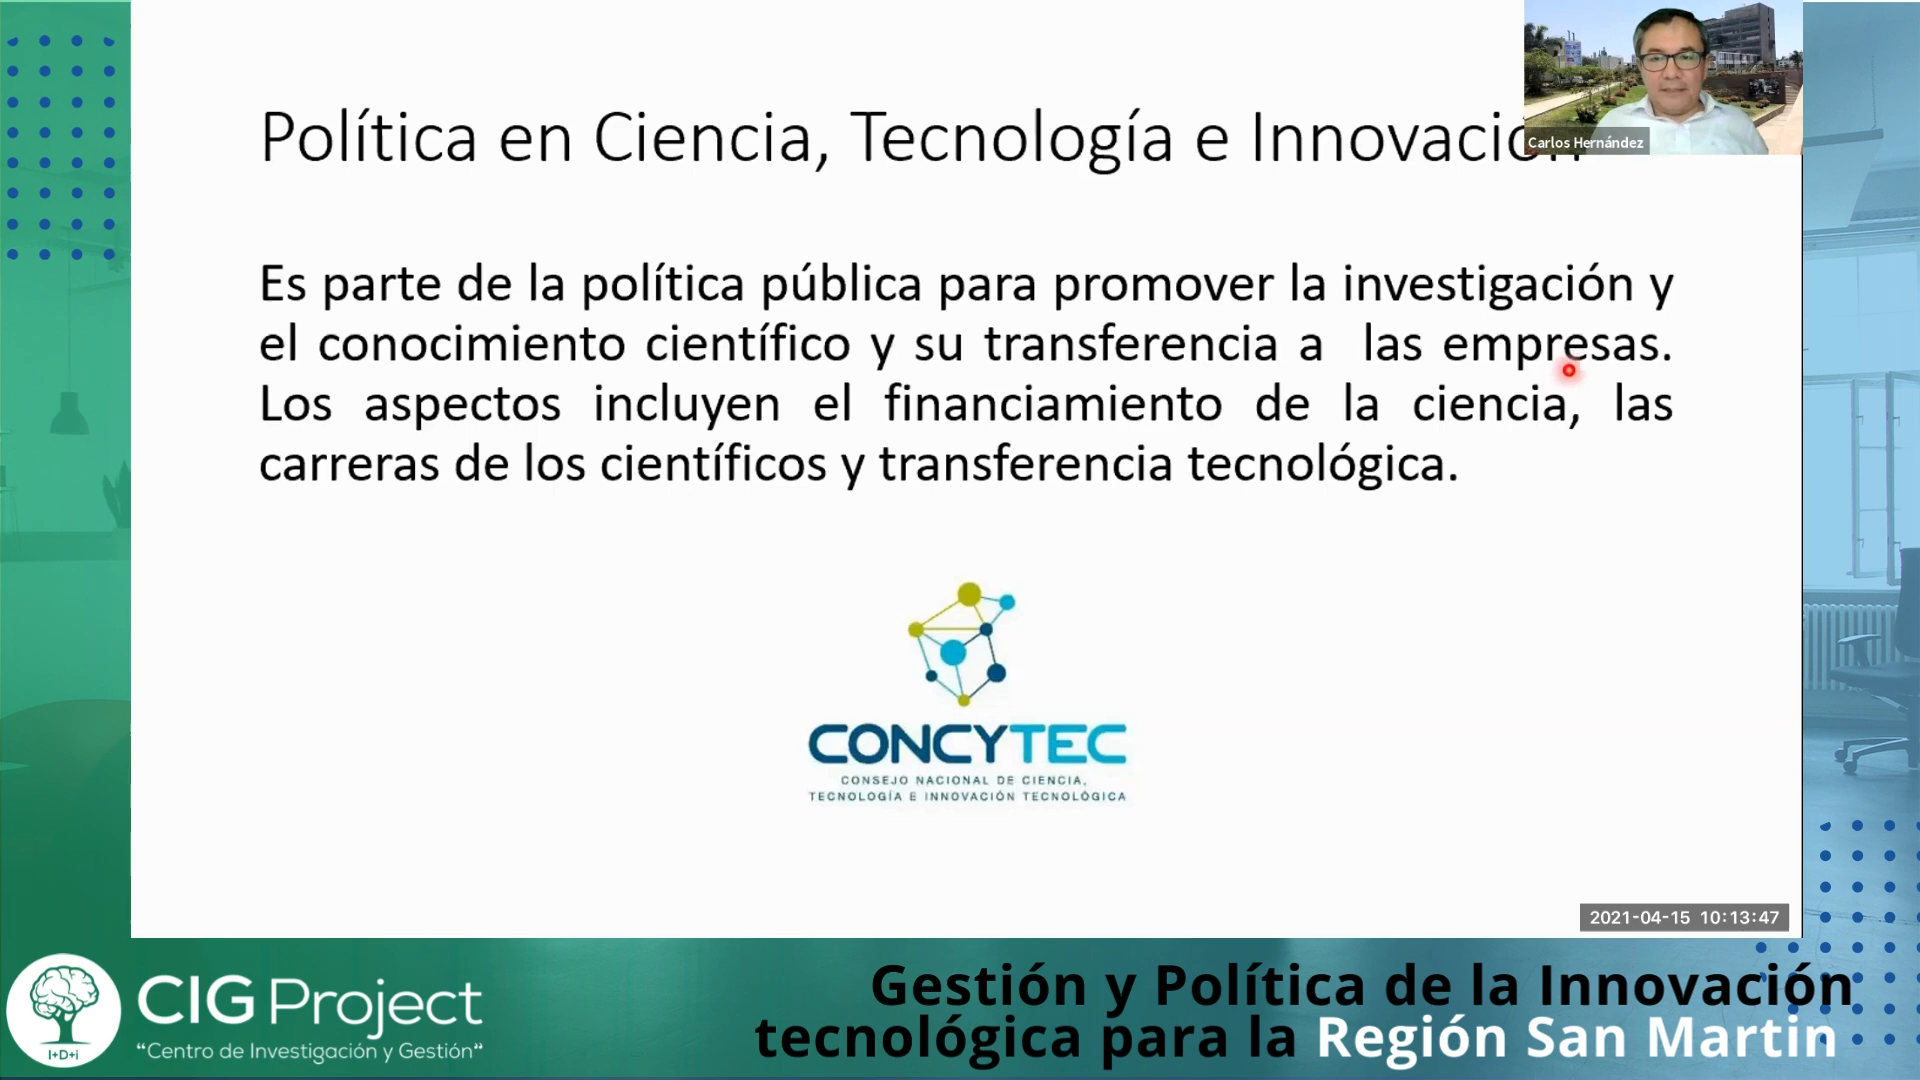 Política en Ciencia, Tecnología e Innovación
Carlos Hernández
Es parte de la política pública para promover la investigación y
el conocimiento científico y su transferencia a las empresas.
Los aspectos incluyen el financiamiento de la ciencia, las
carreras de los científicos y transferencia tecnológica.
CONCYTEC
CONSEJO NACIONAL DE CIENCIA,
TECNOLOGÍA E INNOVACIÓN TECNOLÓGICA
2021-04-15 10:13:47
I+D+i
CIG Project
“Centro de Investigación y Gestión”
Gestión y Política de la Innovación
tecnológica para la Región San Martin